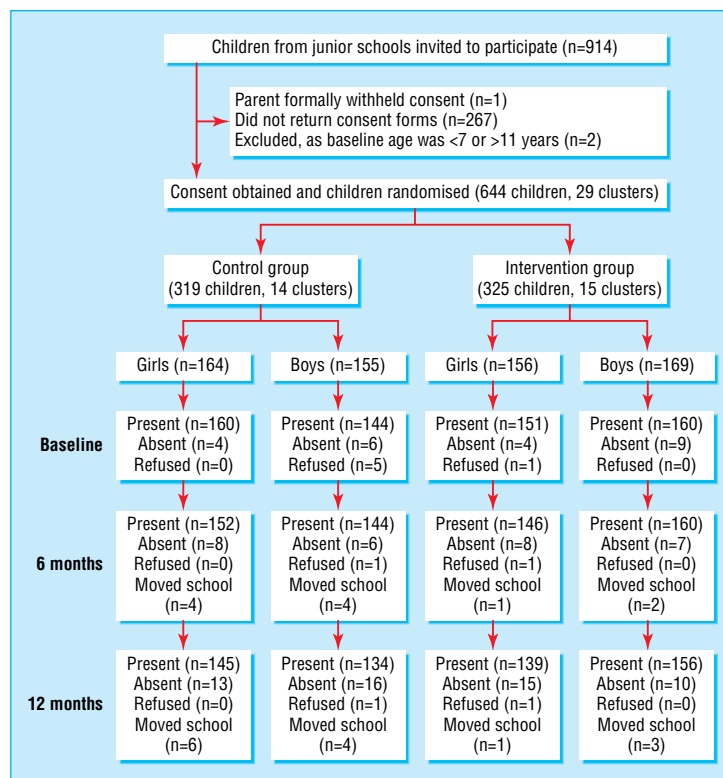 Children from junior schools invited to participate (n=914)
Parent formally withheld consent (n=1)
Did not return consent forms (n=267)
Excluded, as baseline age was <7 or >11 years (n=2)
Consent obtained and children randomised (644 children, 29 clusters)
Control group
(319 children, 14 clusters)
Intervention group
(325 children, 15 clusters)
Girls (n=164)
Boys (n=155)
Girls (n=156)
Boys (n=169)
Baseline
Present (n=160)
Absent (n=4)
Refused (n=0)
Present (n=144)
Absent (n=6)
Refused (n=5)
Present (n=151)
Absent (n=4)
Refused (n=1)
Present (n=160)
Absent (n=9)
Refused (n=0)
6 months
Present (n=152)
Absent (n=8)
Refused (n=0)
Moved school
(n=4)
Present (n=144)
Absent (n=6)
Refused (n=1)
Moved school
(n=4)
Present (n=146)
Absent (n=8)
Refused (n=1)
Moved school
(n=1)
Present (n=160)
Absent (n=7)
Refused (n=0)
Moved school
(n=2)
12 months
Present (n=145)
Absent (n=13)
Refused (n=0)
Moved school
(n=6)
Present (n=134)
Absent (n=16)
Refused (n=1)
Moved school
(n=4)
Present (n=139)
Absent (n=15)
Refused (n=1)
Moved school
(n=1)
Present (n=156)
Absent (n=10)
Refused (n=0)
Moved school
(n=3)